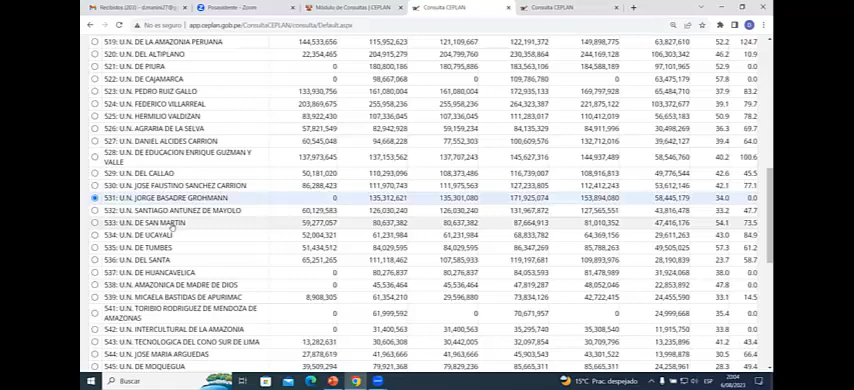 Recibidos (203) - dzmarini27@g
Posasistente - Zoom
Módulo de Consultas | CEPLAN
Consulta CEPLAN
Consulta CEPLAN
No es seguro | app.ceplan.gob.pe/ConsultaCEPLAN/consulta/Default.aspx
519: U.N. DE LA AMAZONIA PERUANA 144,533,656 115,952,623 121,109,667 122,191,372 149,898,775 63,827,610 52.2 124.7
520: U.N. DEL ALTIPLANO 22,354,465 204,915,279 204,799,760 230,358,864 244,169,128 106,303,342 46.2 10.9
521: U.N. DE PIURA 0 180,800,186 180,795,886 183,563,106 184,588,189 97,101,965 52.9 0.0
522: U.N. DE CAJAMARCA 0 98,667,068 0 109,786,780 0 63,475,179 57.8 0.0
523: U.N. PEDRO RUIZ GALLO 133,930,756 161,080,004 161,080,004 172,935,133 169,797,928 65,484,710 37.9 83.2
524: U.N. FEDERICO VILLARREAL 203,869,675 255,958,236 255,958,236 264,323,387 221,875,122 103,372,677 39.1 79.7
525: U.N. HERMILIO VALDIZAN 83,922,430 107,336,045 107,336,045 111,283,017 110,412,019 56,653,183 50.9 78.2
526: U.N. AGRARIA DE LA SELVA 57,821,549 82,942,928 59,159,234 84,135,329 84,911,996 30,498,269 36.3 69.7
527: U.N. DANIEL ALCIDES CARRION 60,545,048 94,668,228 77,552,303 100,609,576 132,712,016 39,642,127 39.4 64.0
528: U.N. DE EDUCACION ENRIQUE GUZMAN Y
VALLE 137,973,645 137,153,562 137,707,243 145,627,316 144,937,489 58,546,760 40.2 100.6
529: U.N. DEL CALLAO 50,181,020 110,293,096 108,373,486 116,739,007 108,918,213 49,776,544 42.6 45.5
530: U.N. JOSE FAUSTINO SANCHEZ CARRION 86,288,423 111,970,743 111,975,563 127,233,805 112,412,243 53,612,146 42.1 77.1
531: U.N. JORGE BASADRE GROHMANN 0 135,312,621 135,301,080 171,925,074 153,894,080 58,445,179 34.0 0.0
532: U.N. SANTIAGO ANTUNEZ DE MAYOLO 60,129,583 126,030,240 126,030,240 131,967,872 127,565,551 43,816,248 33.2 47.7
533: U.N. DE SAN MARTIN 59,277,057 80,637,382 80,637,382 87,664,913 81,010,352 47,416,176 54.1 73.5
534: U.N. DE UCAYALI 52,004,321 61,231,984 61,231,984 68,833,782 64,369,156 29,611,263 43.0 84.9
535: U.N. DE TUMBES 51,434,512 84,029,595 84,029,595 86,347,289 85,788,263 49,505,025 57.3 61.2
536: U.N. DEL SANTA 65,251,265 111,118,462 107,585,933 119,197,681 109,893,976 28,190,839 23.7 58.7
537: U.N. DE HUANCAVELICA 0 80,276,837 80,276,837 84,053,122 81,478,989 31,924,068 38.0 0.0
538: U.N. AMAZONICA DE MADRE DE DIOS 0 45,536,464 45,536,464 47,819,287 48,052,046 22,853,892 47.8 0.0
539: U.N. MICAELA BASTIDAS DE APURIMAC 8,908,305 61,354,210 29,596,880 73,834,126 42,722,415 24,455,590 33.1 14.5
541: U.N. TORIBIO RODRIGUEZ DE MENDOZA DE
AMAZONAS 0 61,999,592 0 70,671,957 0 24,999,668 35.4 0.0
542: U.N. INTERCULTURAL DE LA AMAZONIA 0 31,400,563 31,400,563 35,295,740 35,308,540 11,915,750 33.8 0.0
543: U.N. TECNOLOGICA DEL CONO SUR DE LIMA 13,282,631 30,606,308 30,442,005 32,097,854 30,709,796 13,235,296 41.2 43.4
544: U.N. JOSE MARIA ARGUEDAS 27,878,619 41,963,666 41,963,666 45,903,504 43,301,522 13,978,808 30.5 66.4
545: U.N. DE MOQUEGUA 39,509,294 79,921,368 79,829,236 85,665,311 85,665,311 24,241,756 28.3 49.4
Buscar
15°C Prac. despejado
ESP
20:04
6/08/2023